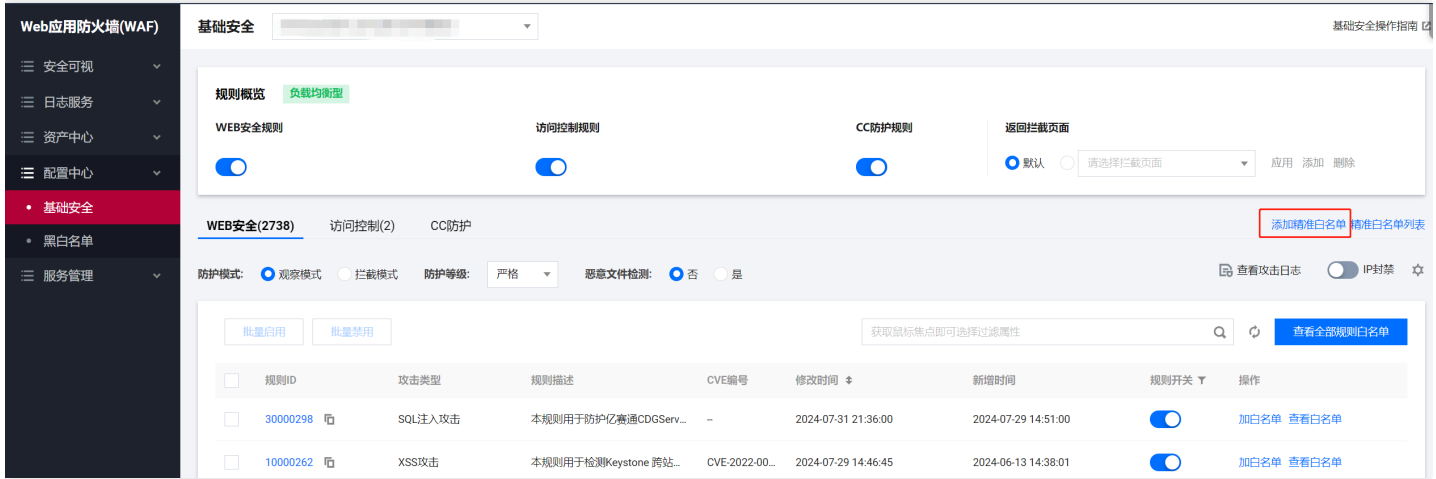 Web应用防火墙(WAF)
基础安全
基础安全操作指南
安全可视
日志服务
资产中心
配置中心
基础安全
黑白名单
服务管理
规则概览 负载均衡型
WEB安全规则 访问控制规则 CC防护规则 返回拦截页面
默认 请选择拦截页面 应用 添加 删除
WEB安全(2738) 访问控制(2) CC防护 添加精准白名单 精准白名单列表
防护模式: 观察模式 拦截模式 防护等级: 严格 恶意文件检测: 否 是 查看攻击日志 IP封禁
批量启用 批量禁用 获取鼠标焦点即可选择过滤属性 查看全部规则白名单
规则ID 攻击类型 规则描述 CVE编号 修改时间 新增时间 规则开关 操作
30000298 SQL注入攻击 本规则用于防护亿赛通CDGServ... -- 2024-07-31 21:36:00 2024-07-29 14:51:00 加白名单 查看白名单
10000262 XSS攻击 本规则用于检测Keystone 跨站... CVE-2022-00... 2024-07-29 14:46:45 2024-06-13 14:38:01 加白名单 查看白名单